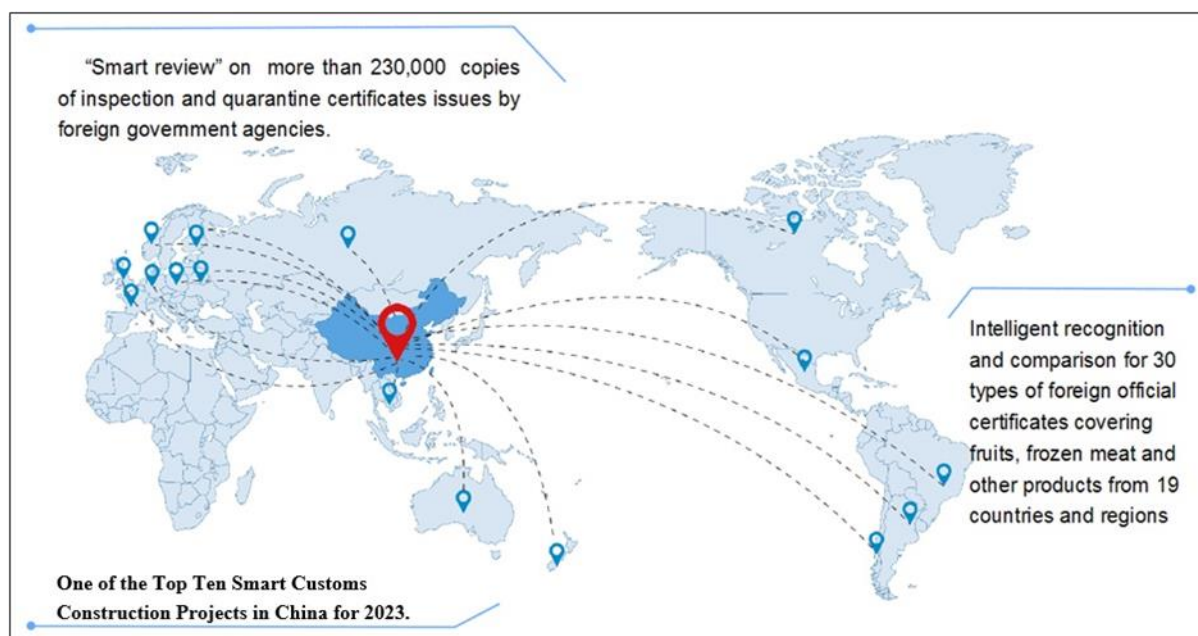 “Smart review” on more than 230,000 copies
of inspection and quarantine certificates issues by
foreign government agencies.
Intelligent recognition
and comparison for 30
types of foreign official
certificates covering
fruits, frozen meat and
other products from 19
countries and regions
One of the Top Ten Smart Customs
Construction Projects in China for 2023.